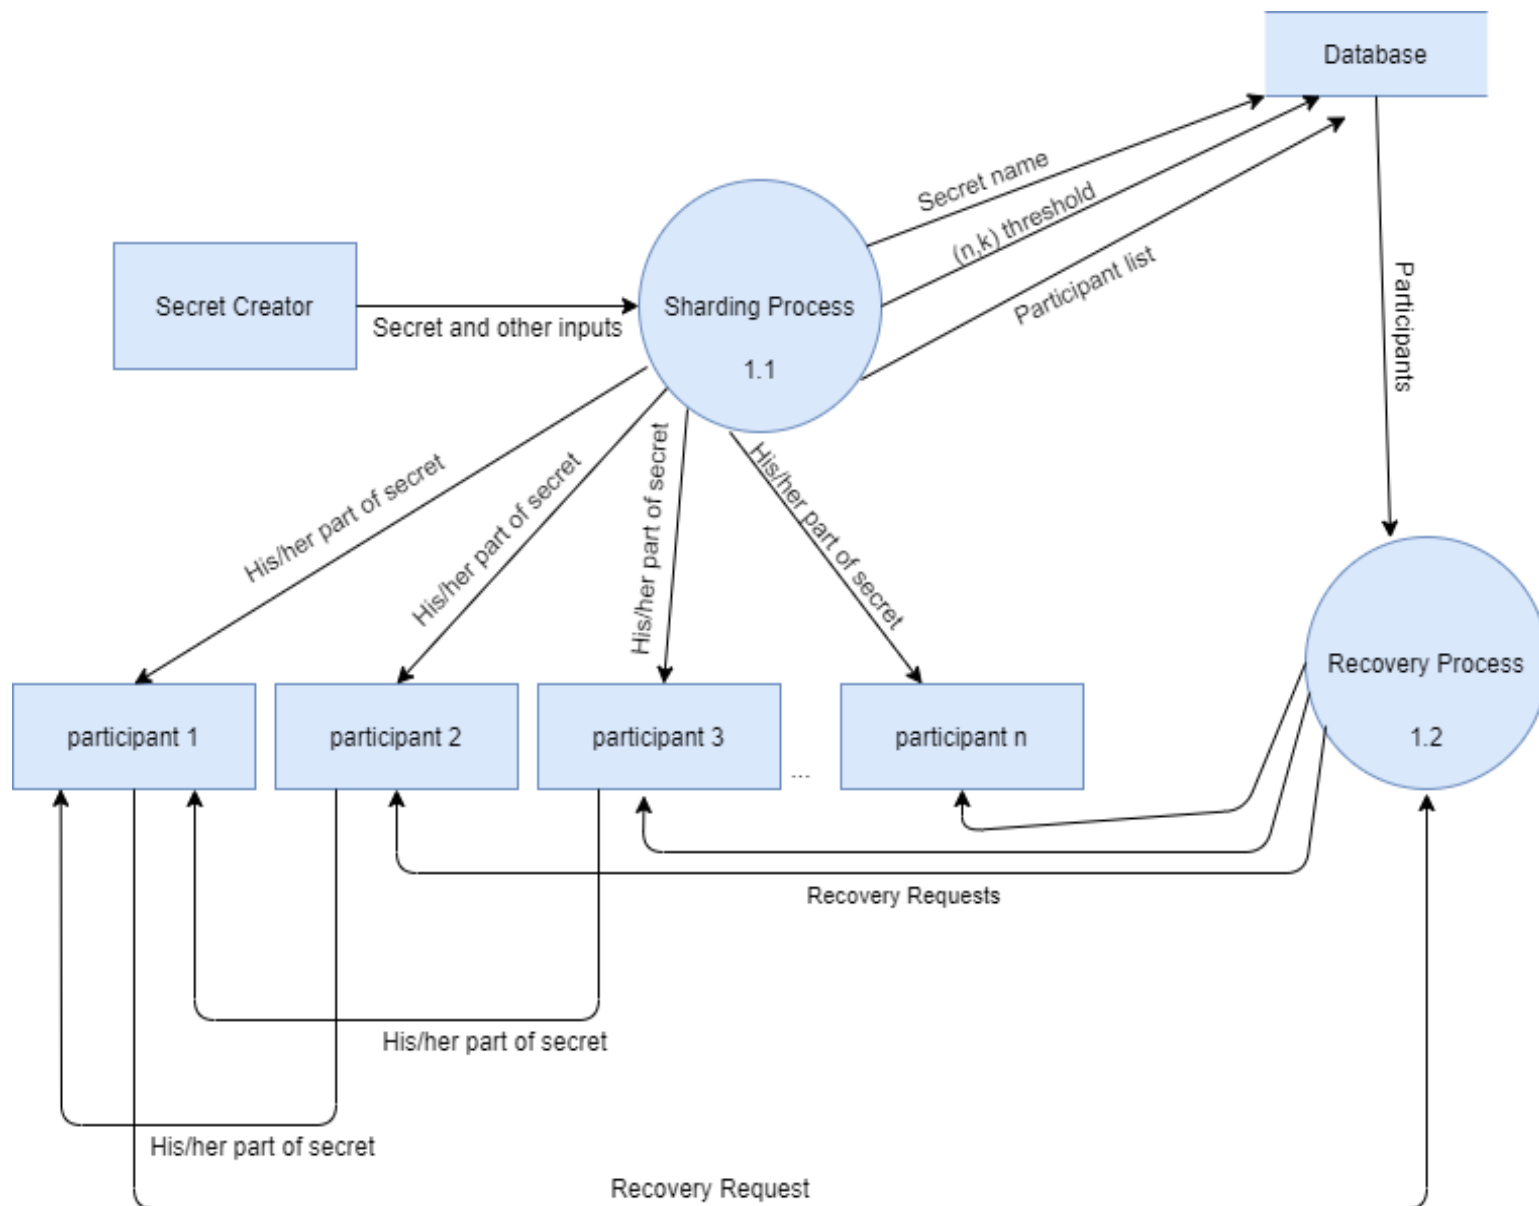 Database
Secret name
(n,k) threshold
Participant list
Participants
Secret Creator
Secret and other inputs
Sharding Process
1.1
His/her part of secret
His/her part of secret
His/her part of secret
His/her part of secret
Recovery Process
1.2
participant 1
participant 2
participant 3
...
participant n
Recovery Requests
His/her part of secret
His/her part of secret
Recovery Request